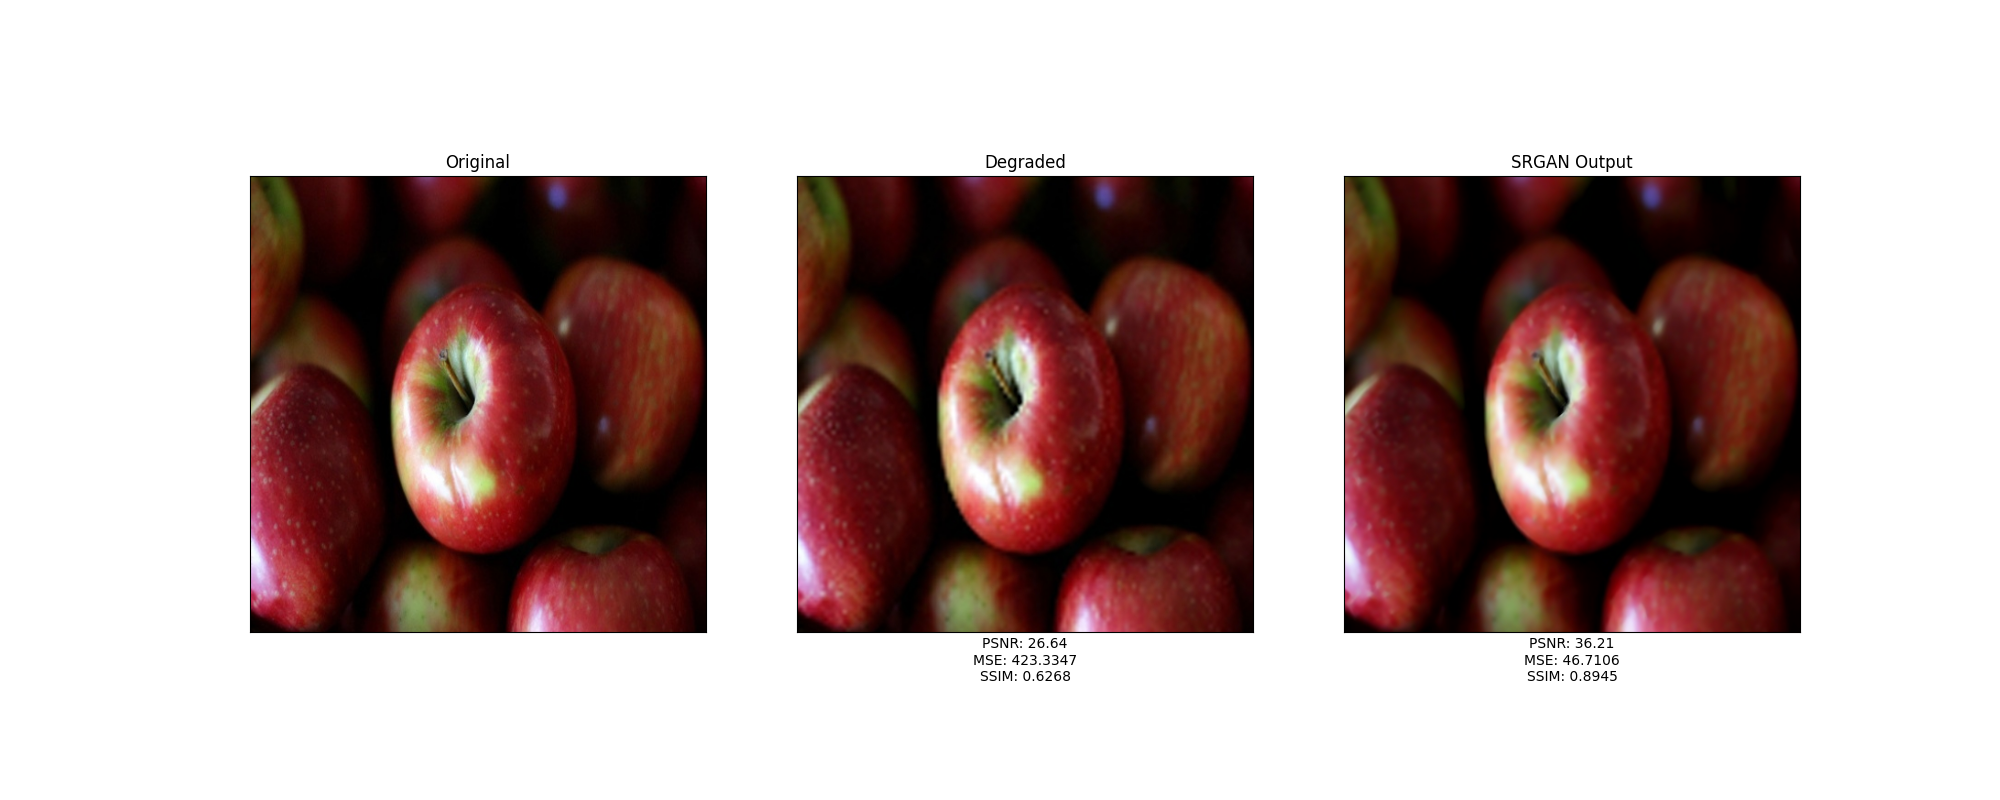 Original
Degraded
SRGAN Output
PSNR: 26.64
MSE: 423.3347
SSIM: 0.6268
PSNR: 36.21
MSE: 46.7106
SSIM: 0.8945